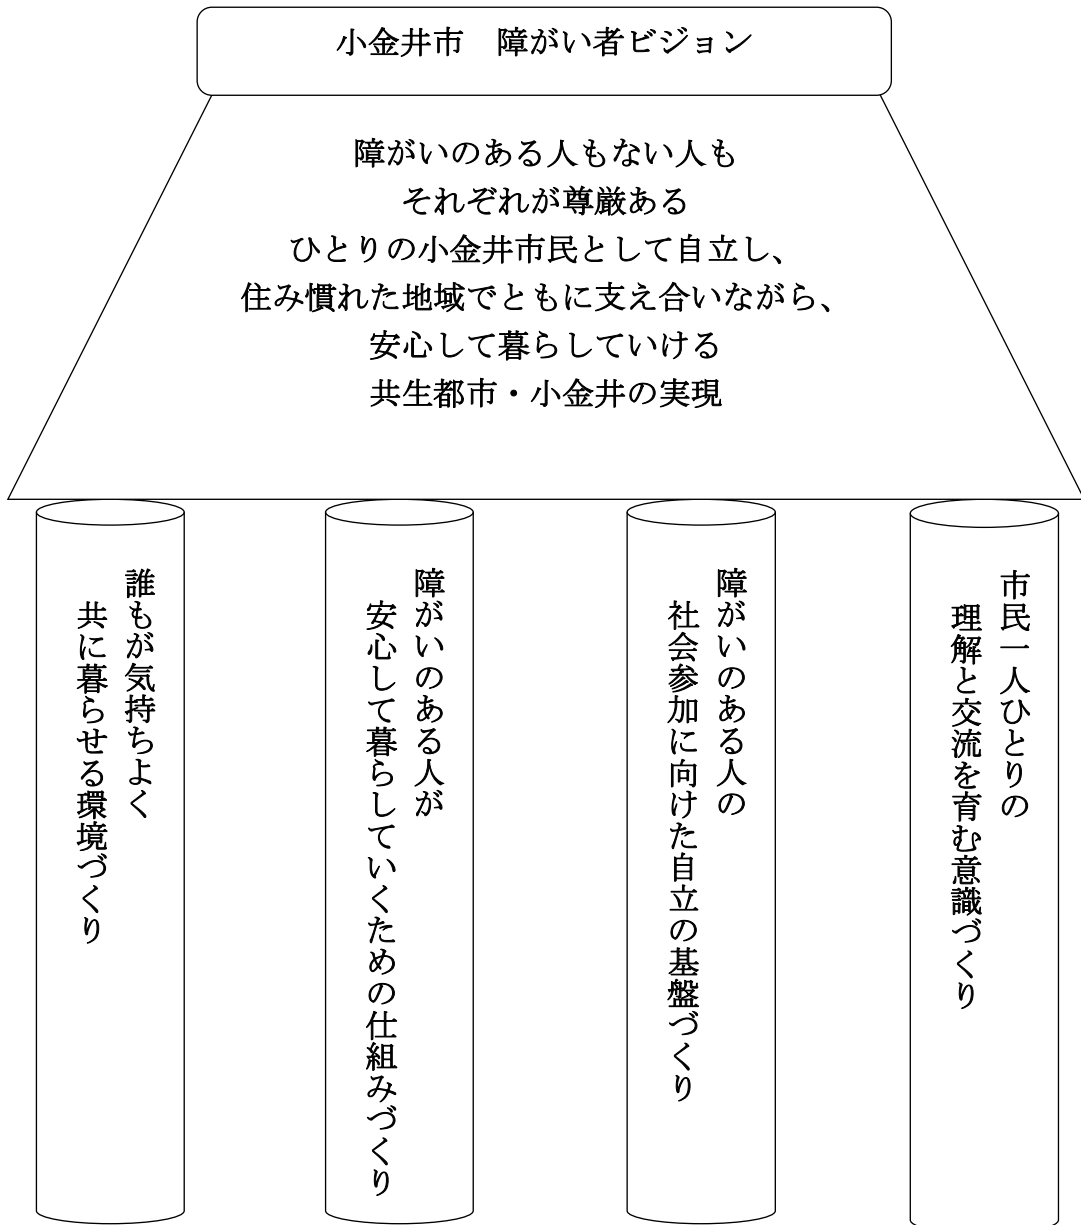 小金井市　障がい者ビジョン
障がいのある人もない人も
それぞれが尊厳ある
ひとりの小金井市民として自立し、
住み慣れた地域でともに支え合いながら、
安心して暮らしていける
共生都市・小金井の実現
市民一人ひとりの
理解と交流を育む意識づくり
障がいのある人の
社会参加に向けた自立の基盤づくり
障がいのある人が
安心して暮らしていくための仕組みづくり
誰もが気持ちよく
共に暮らせる環境づくり